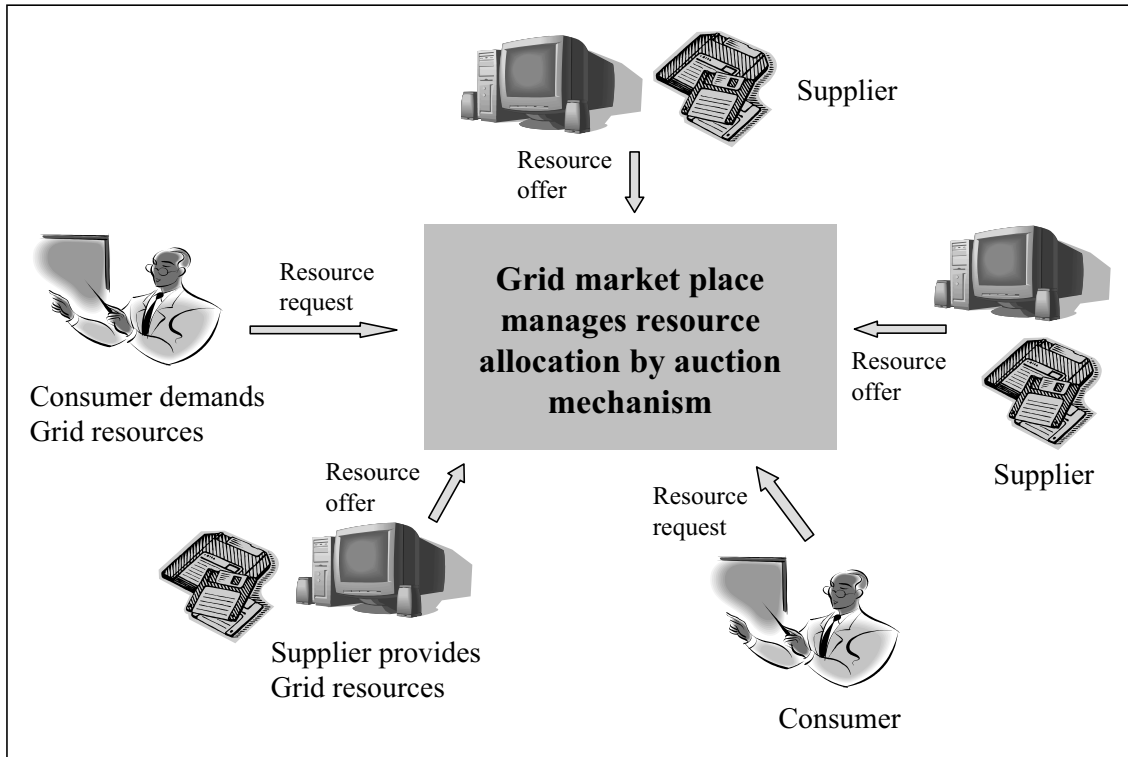 Supplier
Resource
offer
Resource
request
Grid market place
manages resource
allocation by auction
mechanism
Resource
offer
Consumer demands
Grid resources
Supplier
Resource
offer
Resource
request
Supplier provides
Grid resources
Consumer